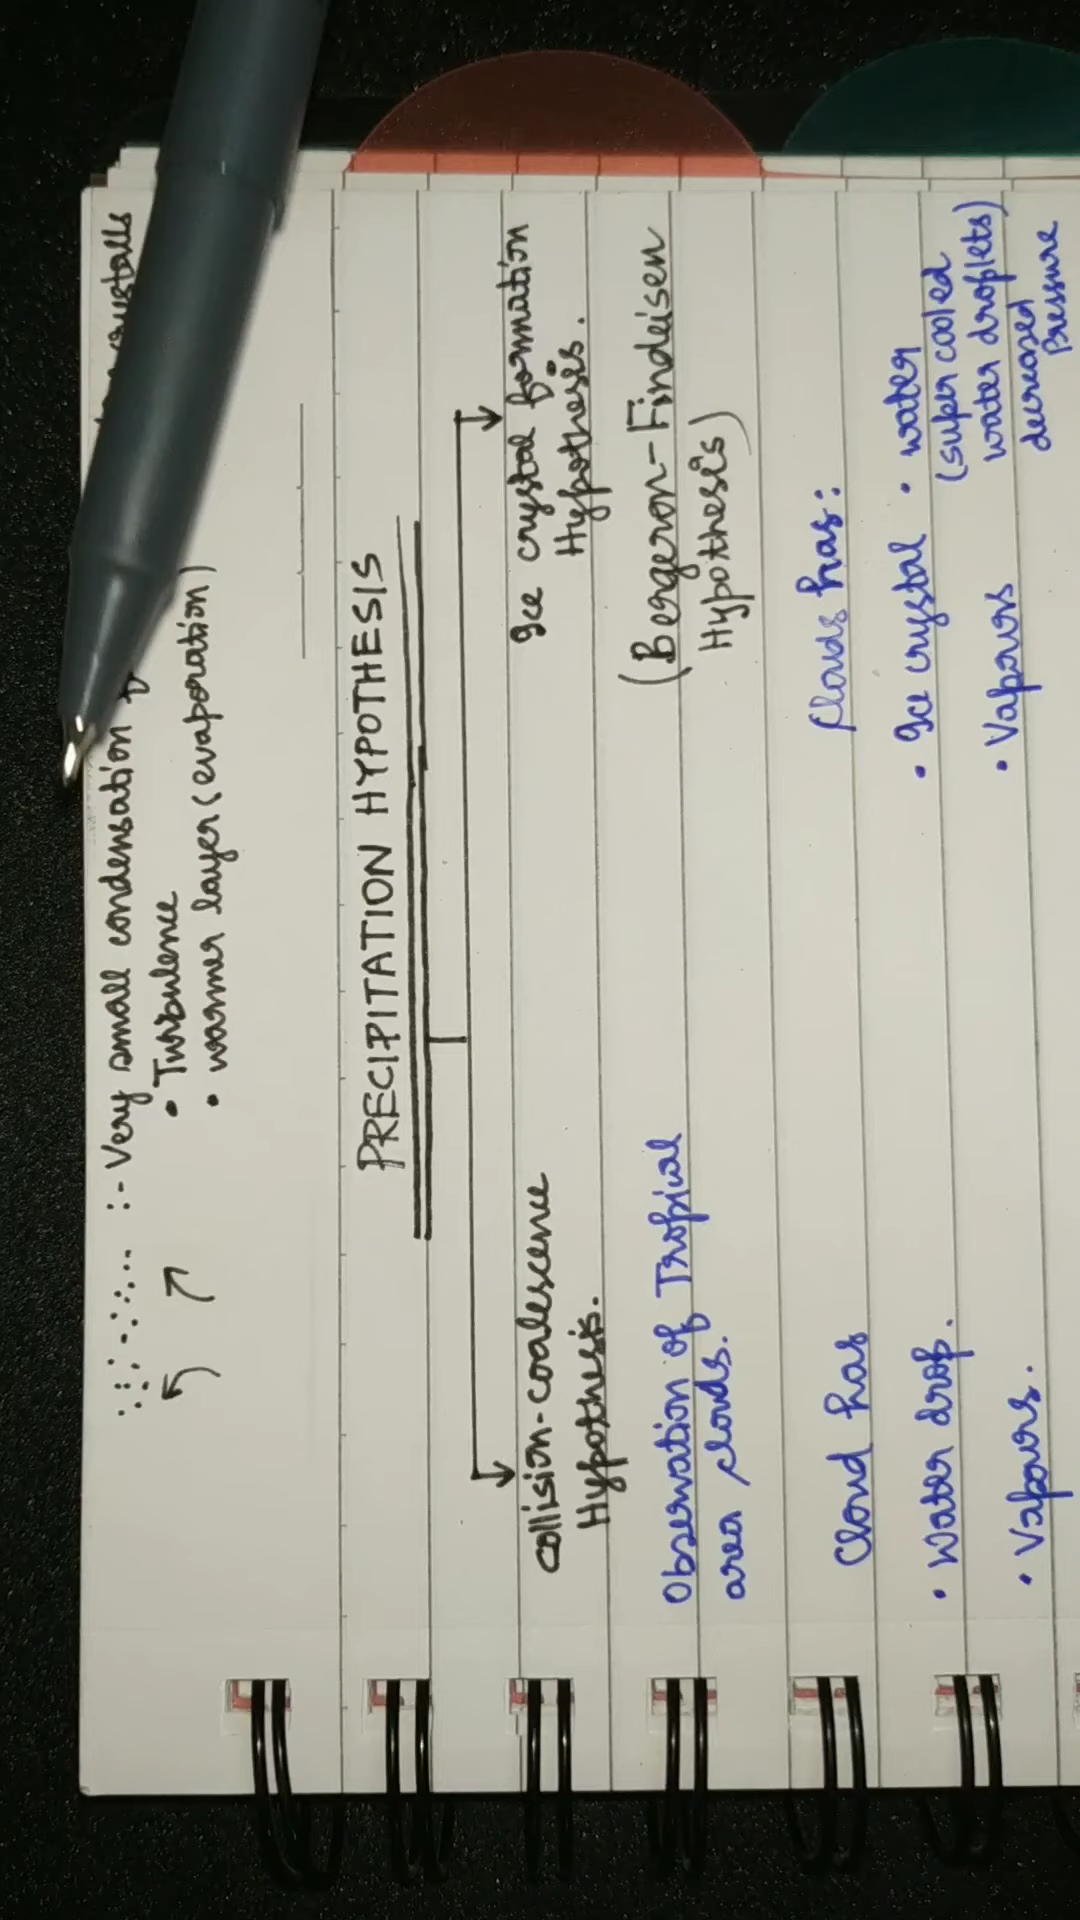 :- Very small condensation
crystalls
• Turbulence
• warmer layer (evaporation)
PRECIPITATION HYPOTHESIS
collision-coalescence
Hypothesis.
Observation of Tropical
area clouds.
Cloud has
• Water drop.
• Vapours.
Ice crystal formation
Hypothesis.
(Bergeron-Findeisen
Hypothesis)
Clouds has:
• Ice crystal • water
(super cooled
water droplets)
• Vapours decreased
Pressure